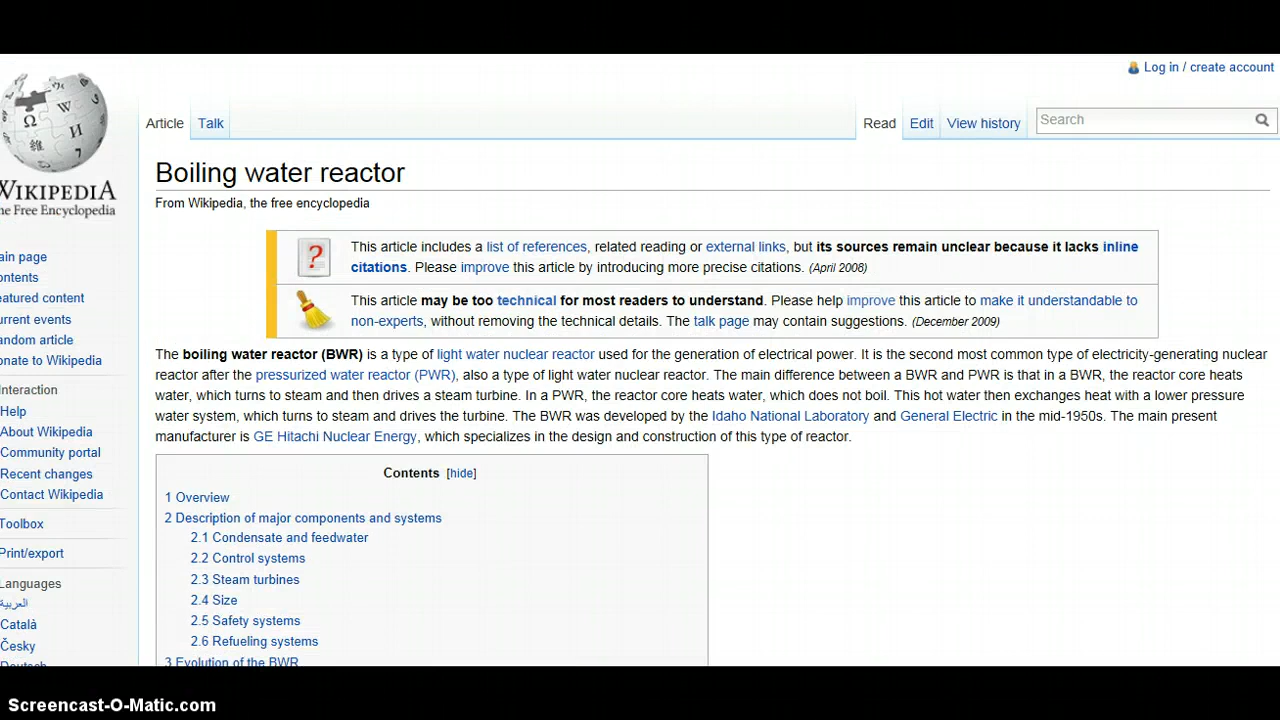 Log in / create account
Article Talk Read Edit View history Search
WIKIPEDIA
he Free Encyclopedia
Boiling water reactor
From Wikipedia, the free encyclopedia
This article includes a list of references, related reading or external links, but its sources remain unclear because it lacks inline
citations. Please improve this article by introducing more precise citations. (April 2008)
This article may be too technical for most readers to understand. Please help improve this article to make it understandable to
non-experts, without removing the technical details. The talk page may contain suggestions. (December 2009)
The boiling water reactor (BWR) is a type of light water nuclear reactor used for the generation of electrical power. It is the second most common type of electricity-generating nuclear
reactor after the pressurized water reactor (PWR), also a type of light water nuclear reactor. The main difference between a BWR and PWR is that in a BWR, the reactor core heats
water, which turns to steam and then drives a steam turbine. In a PWR, the reactor core heats water, which does not boil. This hot water then exchanges heat with a lower pressure
water system, which turns to steam and drives the turbine. The BWR was developed by the Idaho National Laboratory and General Electric in the mid-1950s. The main present
manufacturer is GE Hitachi Nuclear Energy, which specializes in the design and construction of this type of reactor.
Contents [hide]
1 Overview
2 Description of major components and systems
2.1 Condensate and feedwater
2.2 Control systems
2.3 Steam turbines
2.4 Size
2.5 Safety systems
2.6 Refueling systems
3 Evolution of the BWR
ain page
ontents
eatured content
urrent events
andom article
onate to Wikipedia
Interaction
Help
About Wikipedia
Community portal
Recent changes
Contact Wikipedia
Toolbox
Print/export
Languages
العربية
Català
Česky
Deutsch
Screencast-O-Matic.com